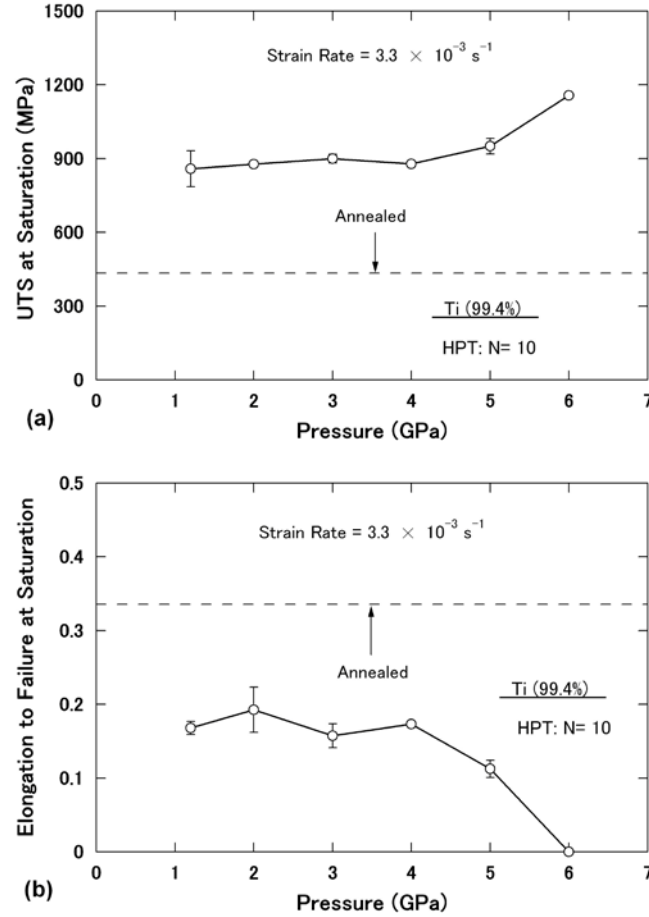 1500
1200
900
600
300
0
UTS at Saturation (MPa)
Strain Rate = 3.3 × 10⁻³ s⁻¹
Annealed
Ti (99.4%)
HPT: N= 10
0 1 2 3 4 5 6 7
Pressure (GPa)
(a)
0.5
0.4
0.3
0.2
0.1
0
Elongation to Failure at Saturation
Strain Rate = 3.3 × 10⁻³ s⁻¹
Annealed
Ti (99.4%)
HPT: N= 10
0 1 2 3 4 5 6 7
Pressure (GPa)
(b)